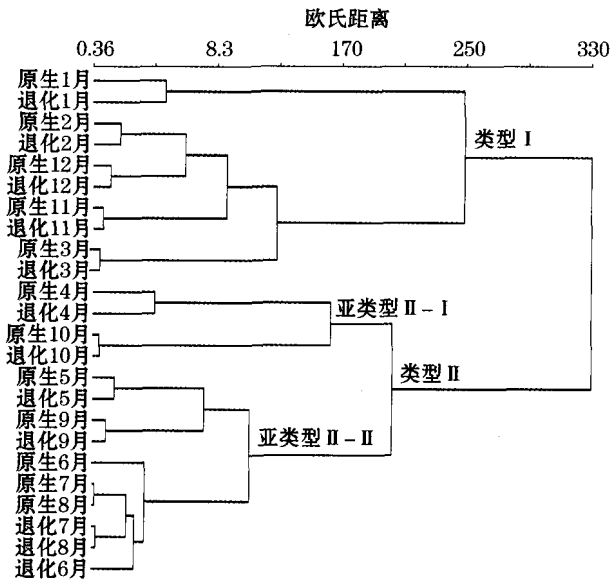 欧氏距离
0.36 8.3 170 250 330
原生1月
退化1月
原生2月
退化2月
类型 I
原生12月
退化12月
原生11月
退化11月
原生3月
退化3月
原生4月
亚类型 II - I
退化4月
原生10月
退化10月
类型 II
原生5月
退化5月
原生9月
亚类型 II - II
退化9月
原生6月
原生7月
原生8月
退化7月
退化8月
退化6月